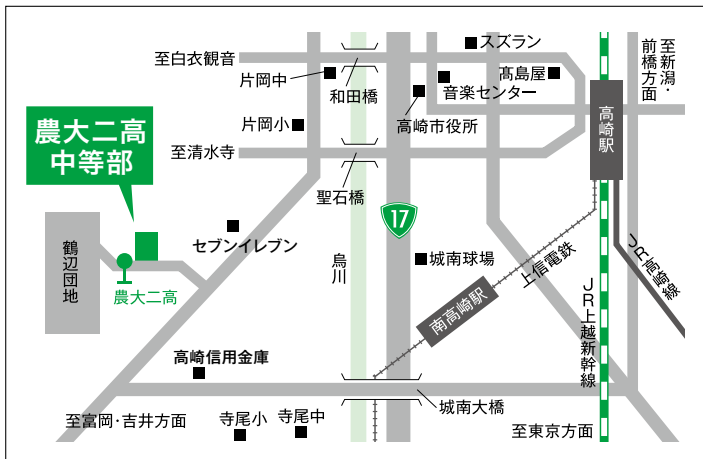 スズラン
至白衣観音
片岡中
和田橋
音楽センター
髙島屋
至新潟・
前橋方面
高崎市役所
高崎駅
片岡小
至清水寺
聖石橋
農大二高
中等部
17
セブンイレブン
鶴辺団地
農大二高
烏川
城南球場
上信電鉄
南高崎駅
JR高崎線
JR上越新幹線
高崎信用金庫
城南大橋
至富岡・吉井方面
寺尾小
寺尾中
至東京方面